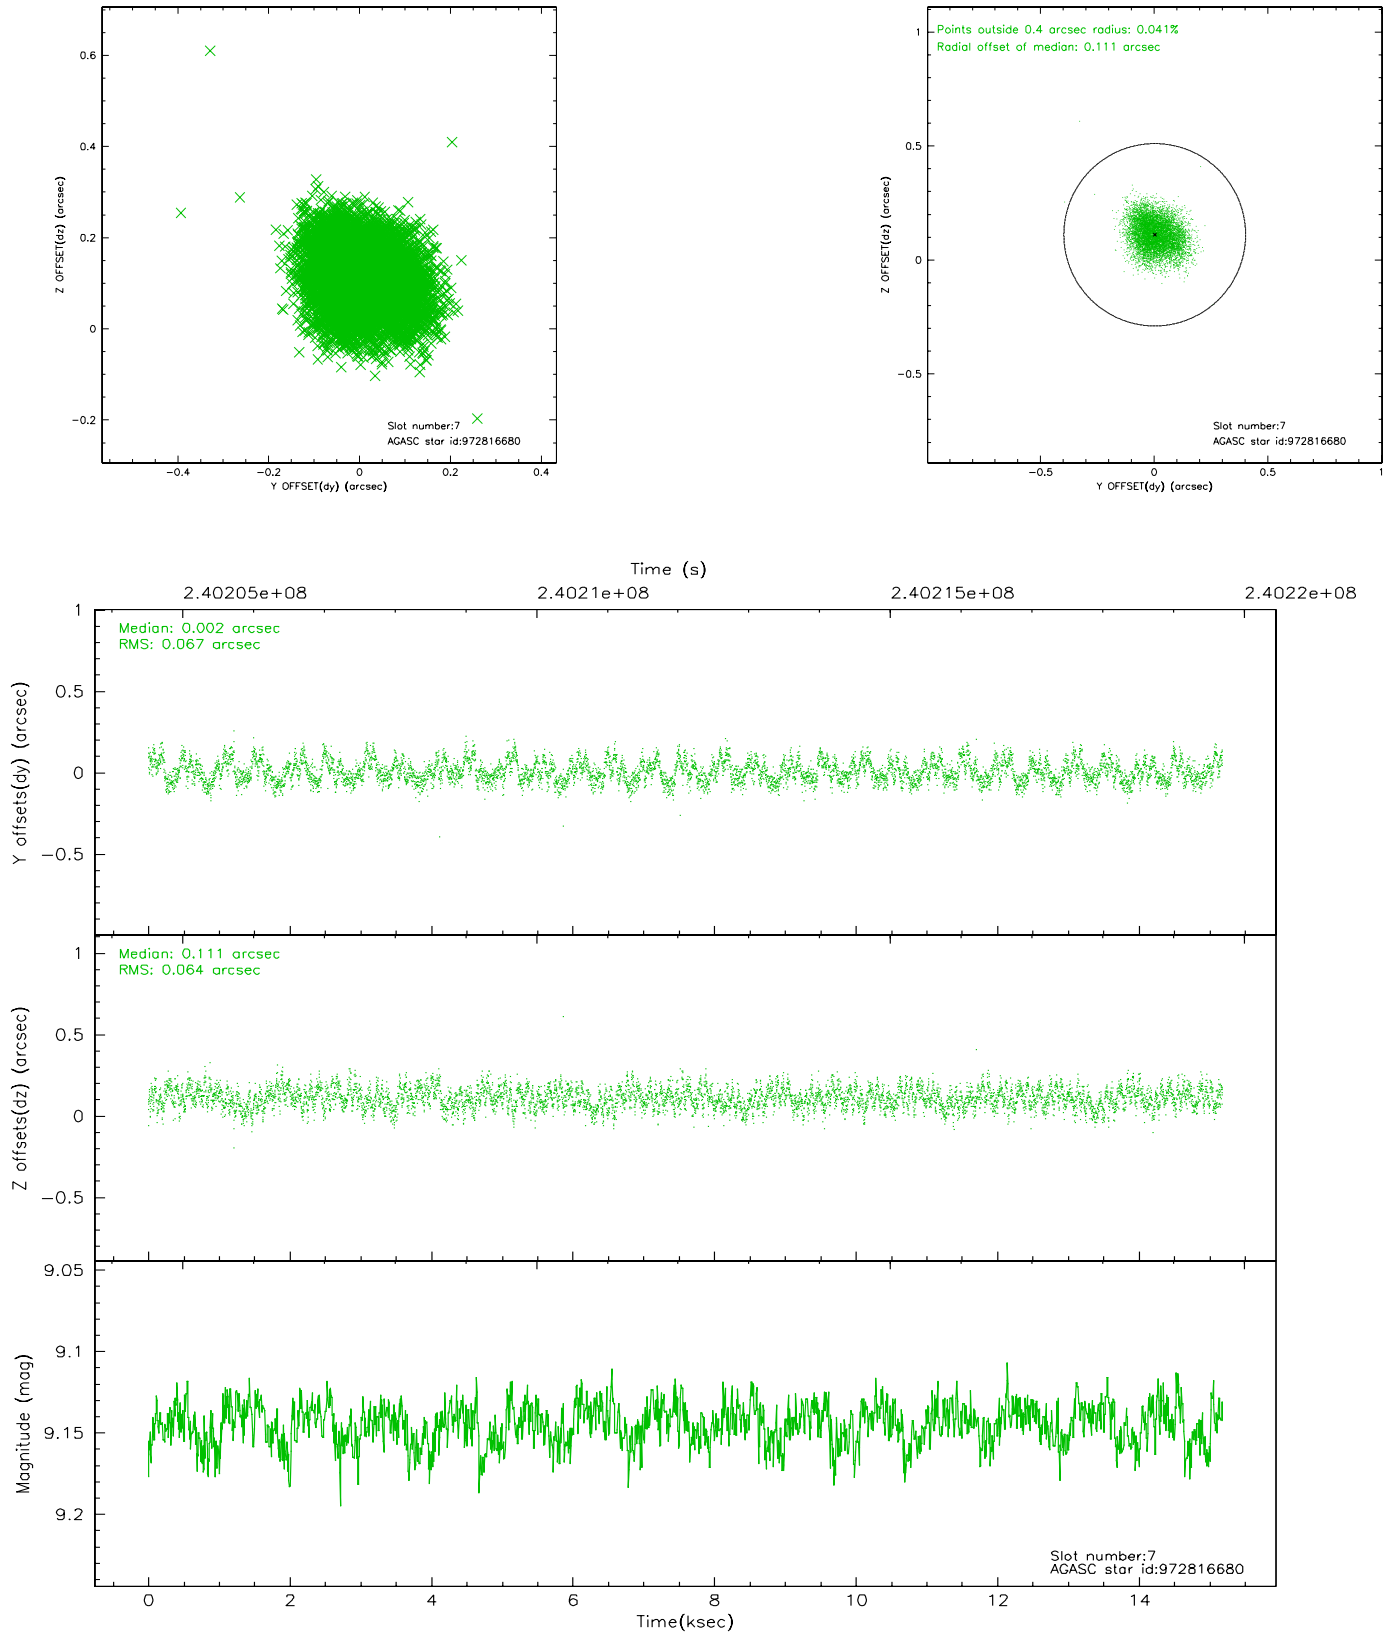 0.6
0.4
0.2
0
−0.2
Z OFFSET(dz) (arcsec)
Slot number:7
AGASC star id:972816680
−0.4
−0.2
0
0.2
0.4
Y OFFSET(dy) (arcsec)
Points outside 0.4 arcsec radius: 0.041%
Radial offset of median: 0.111 arcsec
1
0.5
0
−0.5
Z OFFSET(dz) (arcsec)
Slot number:7
AGASC star id:972816680
−0.5
0
0.5
1
Y OFFSET(dy) (arcsec)
Time (s)
2.40205e+08
2.4021e+08
2.40215e+08
2.4022e+08
Median: 0.002 arcsec
RMS: 0.067 arcsec
1
0.5
0
−0.5
Y offsets(dy) (arcsec)
Median: 0.111 arcsec
RMS: 0.064 arcsec
1
0.5
0
−0.5
Z offsets(dz) (arcsec)
9.05
9.1
9.15
9.2
Magnitude (mag)
Slot number:7
AGASC star id:972816680
0
2
4
6
8
10
12
14
Time(ksec)